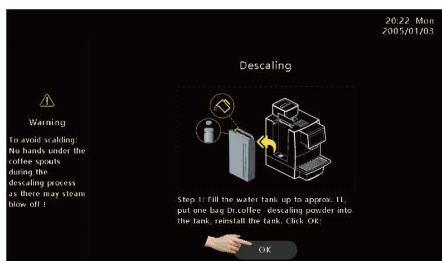 20:22 Mon
2005/01/03
Descaling
Warning
To avoid scalding:
No hands under the
coffee spouts
during the
descaling process
as there may steam
blow off !
Step 1: Fill the water tank up to approx. 1L,
put one bag Dr.coffee descaling powder into
the tank, reinstall the tank. Click OK:
OK